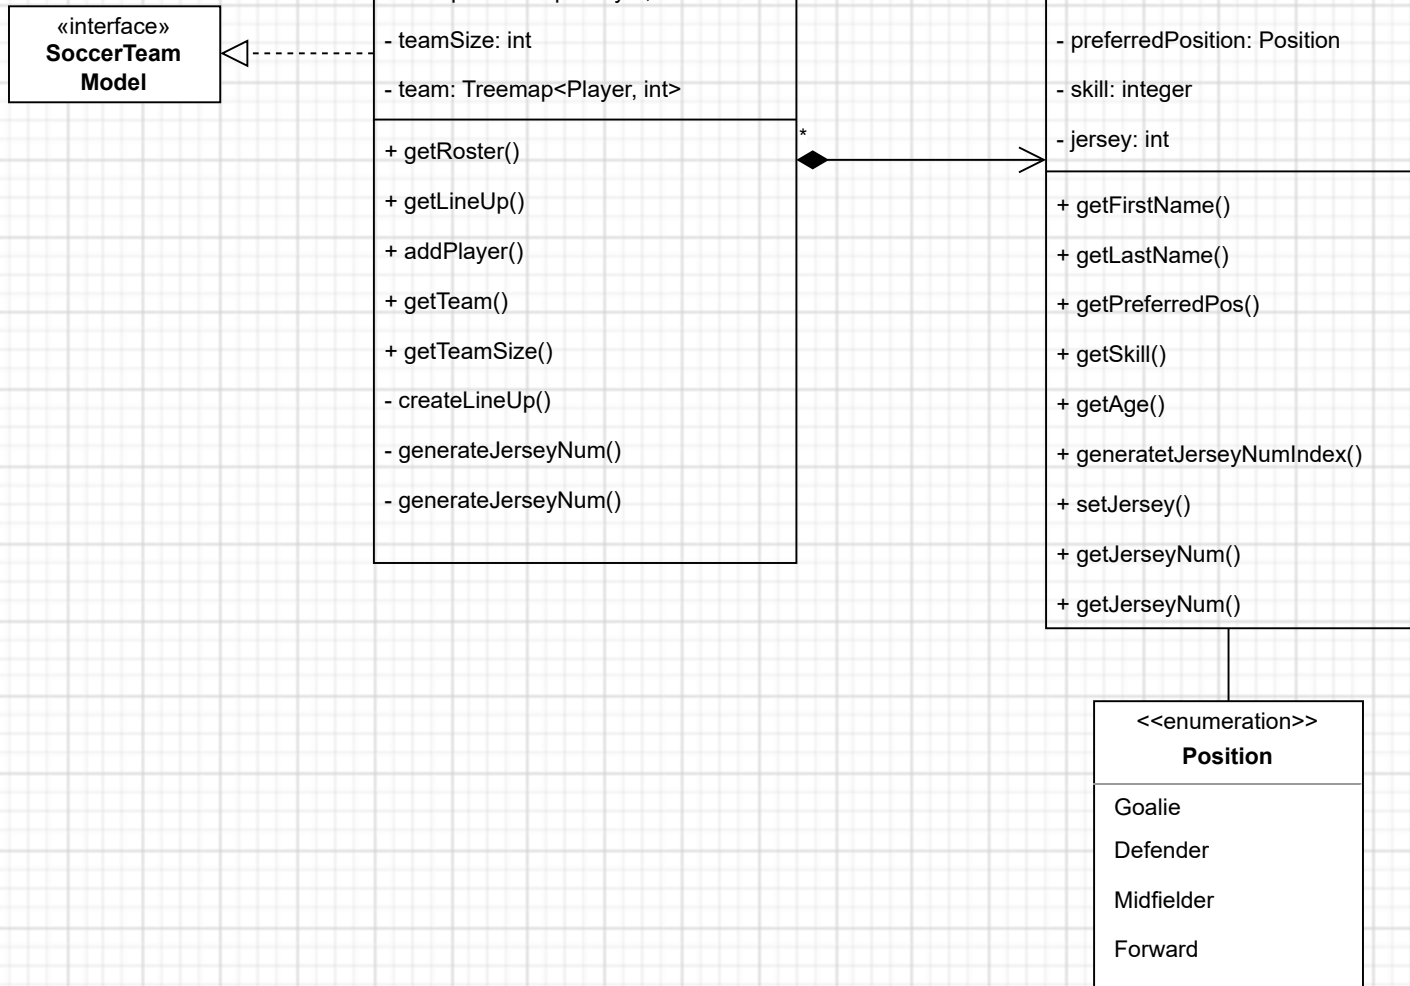 «interface»
SoccerTeam
Model
- teamSize: int
- team: Treemap<Player, int>
+ getRoster()
+ getLineUp()
+ addPlayer()
+ getTeam()
+ getTeamSize()
- createLineUp()
- generateJerseyNum()
- generateJerseyNum()
*
- preferredPosition: Position
- skill: integer
- jersey: int
+ getFirstName()
+ getLastName()
+ getPreferredPos()
+ getSkill()
+ getAge()
+ generatetJerseyNumIndex()
+ setJersey()
+ getJerseyNum()
+ getJerseyNum()
<<enumeration>>
Position
Goalie
Defender
Midfielder
Forward